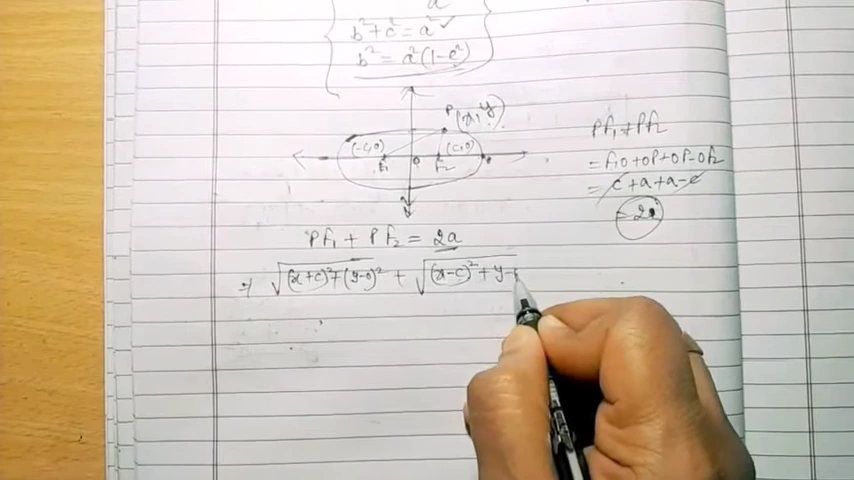 a
b² + c² = a² ✓
b² = a²(1-e²)
P (x, y)
(-c, 0) (c, 0)
F₁ O F₂
PF₁ + PF₂
= F₁O + OP + OP - OF₂
= c + a + a - c
= 2a
PF₁ + PF₂ = 2a
⇒ √(x+c)² + (y-0)² + √(x-c)² + y-